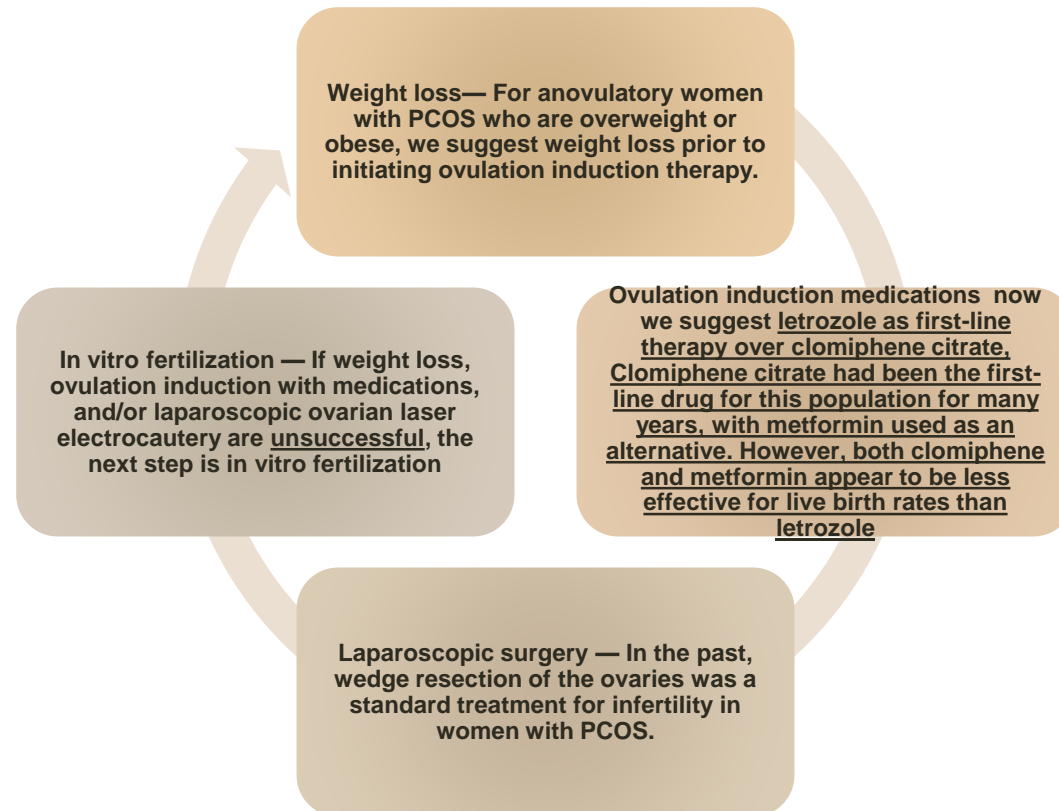 Weight loss— For anovulatory women
with PCOS who are overweight or
obese, we suggest weight loss prior to
initiating ovulation induction therapy.
Ovulation induction medications  now
we suggest letrozole as first-line
therapy over clomiphene citrate,
Clomiphene citrate had been the first-
line drug for this population for many
years, with metformin used as an
alternative. However, both clomiphene
and metformin appear to be less
effective for live birth rates than
letrozole
Laparoscopic surgery — In the past,
wedge resection of the ovaries was a
standard treatment for infertility in
women with PCOS.
In vitro fertilization — If weight loss,
ovulation induction with medications,
and/or laparoscopic ovarian laser
electrocautery are unsuccessful, the
next step is in vitro fertilization